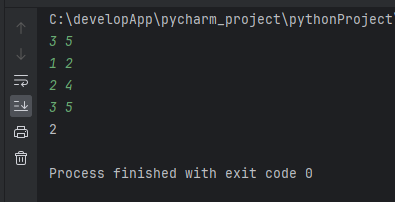 C:\developApp\pycharm_project\pythonProject
3 5
1 2
2 4
3 5
2
Process finished with exit code 0